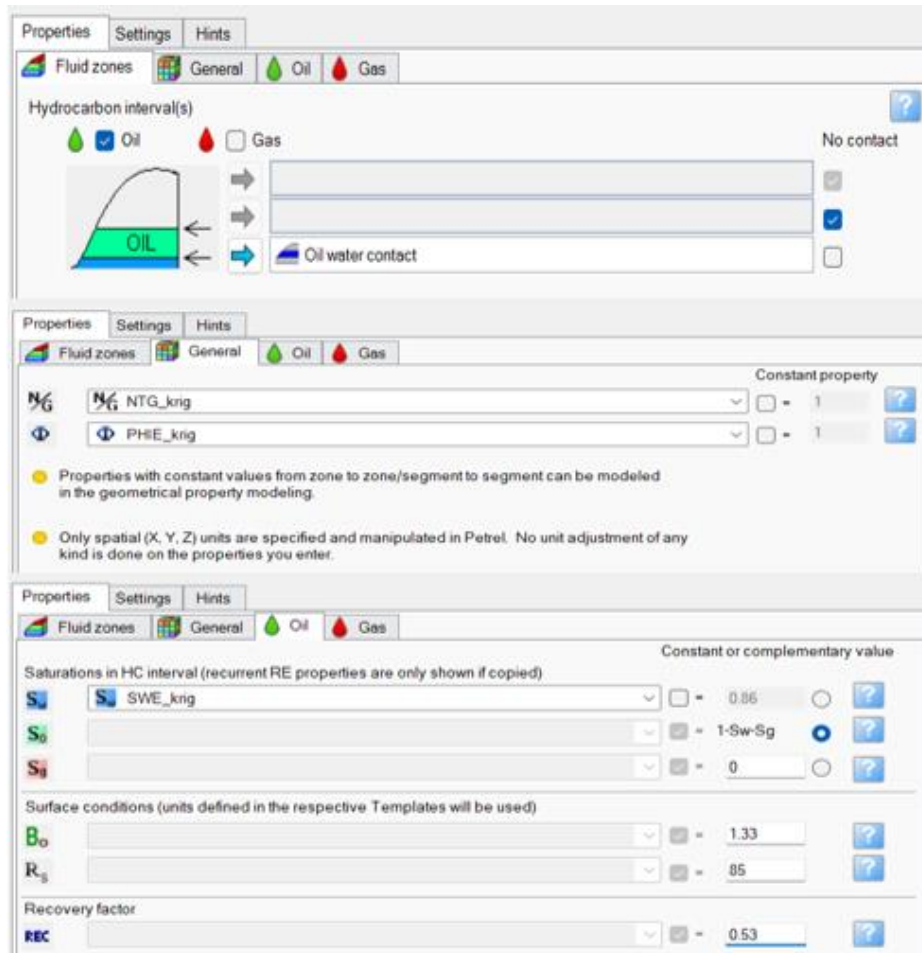 Properties Settings Hints
Fluid zones General Oil Gas
Hydrocarbon interval(s) ?
Oil Gas No contact
OIL
Oil water contact
Properties Settings Hints
Fluid zones General Oil Gas
Constant property
N/G N/G NTG_krig = 1 ?
Φ Φ PHIE_krig = 1 ?
Properties with constant values from zone to zone/segment to segment can be modeled
in the geometrical property modeling.
Only spatial (X, Y, Z) units are specified and manipulated in Petrel. No unit adjustment of any
kind is done on the properties you enter.
Properties Settings Hints
Fluid zones General Oil Gas
Constant or complementary value
Saturations in HC interval (recurrent RE properties are only shown if copied)
Sw Sw SWE_krig = 0.86 ?
So = 1-Sw-Sg ?
Sg = 0 ?
Surface conditions (units defined in the respective Templates will be used)
Bo = 1.33 ?
Rs = 85 ?
Recovery factor
REC = 0.53 ?